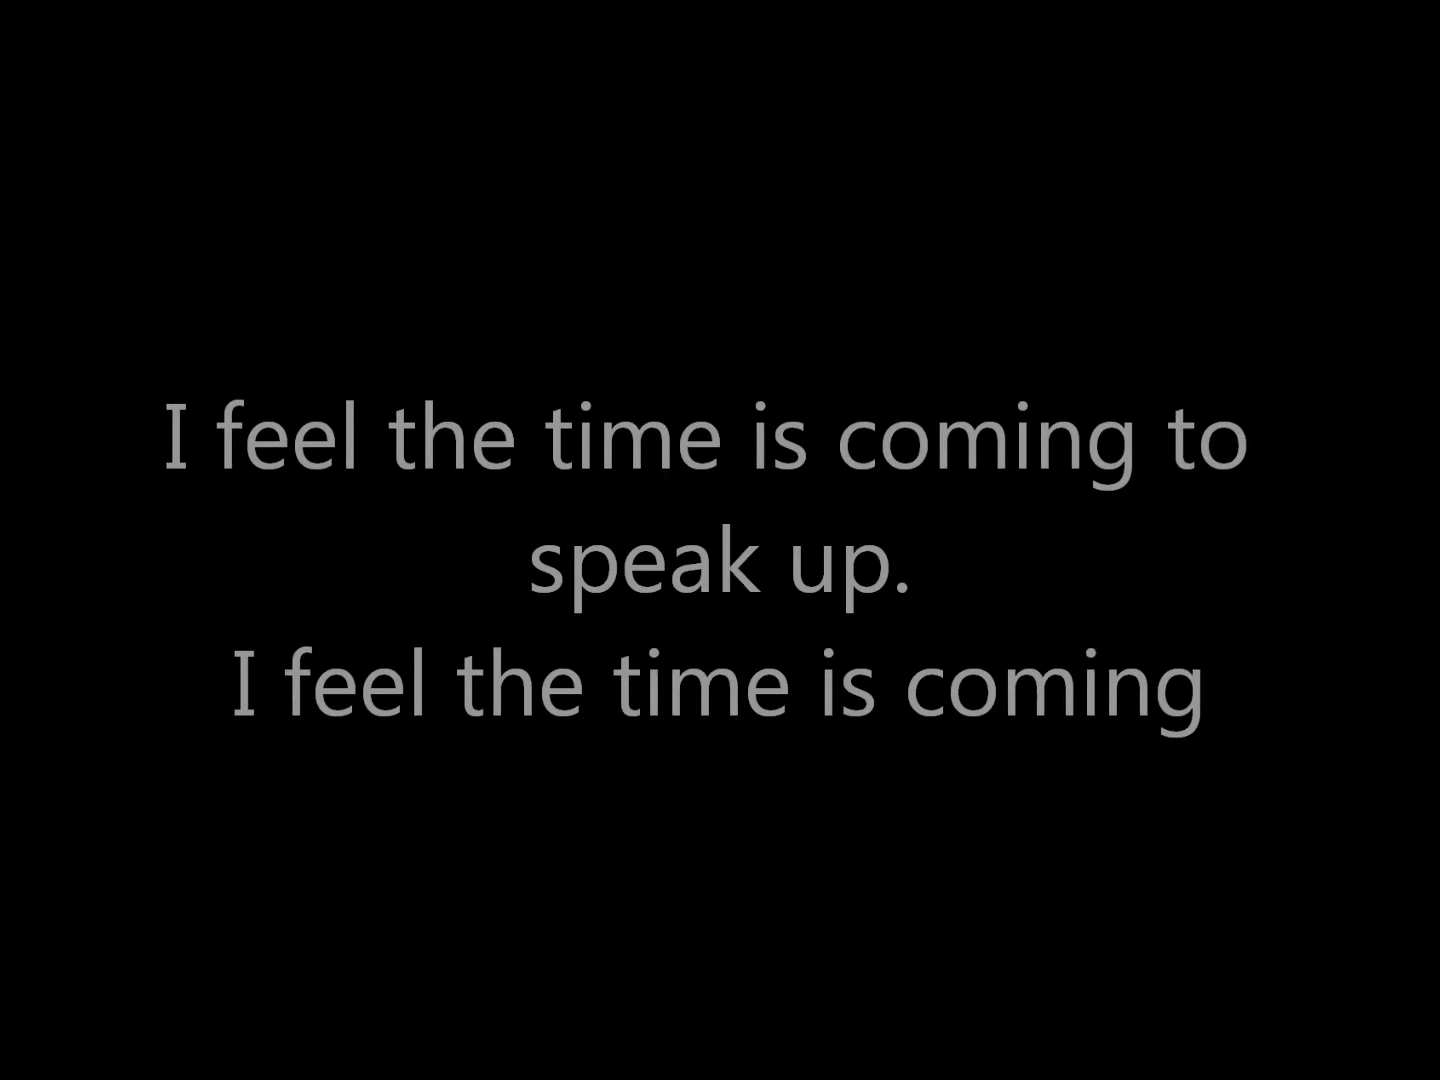 I feel the time is coming to
speak up.
I feel the time is coming